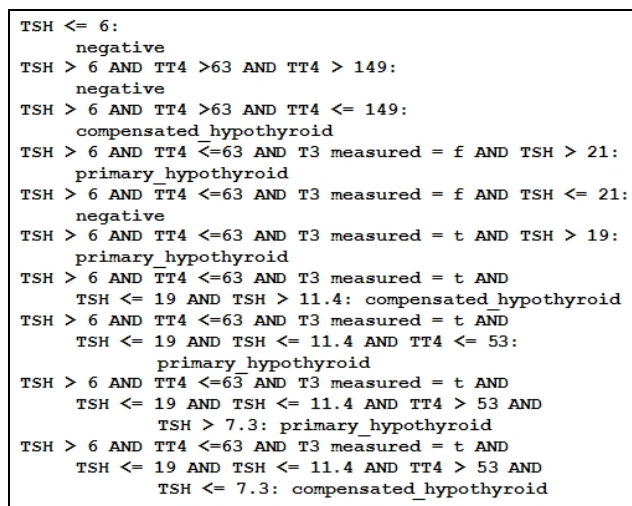 TSH <= 6:
negative
TSH > 6 AND TT4 >63 AND TT4 > 149:
negative
TSH > 6 AND TT4 >63 AND TT4 <= 149:
compensated_hypothyroid
TSH > 6 AND TT4 <=63 AND T3 measured = f AND TSH > 21:
primary_hypothyroid
TSH > 6 AND TT4 <=63 AND T3 measured = f AND TSH <= 21:
negative
TSH > 6 AND TT4 <=63 AND T3 measured = t AND TSH > 19:
primary_hypothyroid
TSH > 6 AND TT4 <=63 AND T3 measured = t AND
TSH <= 19 AND TSH > 11.4: compensated_hypothyroid
TSH > 6 AND TT4 <=63 AND T3 measured = t AND
TSH <= 19 AND TSH <= 11.4 AND TT4 <= 53:
primary_hypothyroid
TSH > 6 AND TT4 <=63 AND T3 measured = t AND
TSH <= 19 AND TSH <= 11.4 AND TT4 > 53 AND
TSH > 7.3: primary_hypothyroid
TSH > 6 AND TT4 <=63 AND T3 measured = t AND
TSH <= 19 AND TSH <= 11.4 AND TT4 > 53 AND
TSH <= 7.3: compensated_hypothyroid